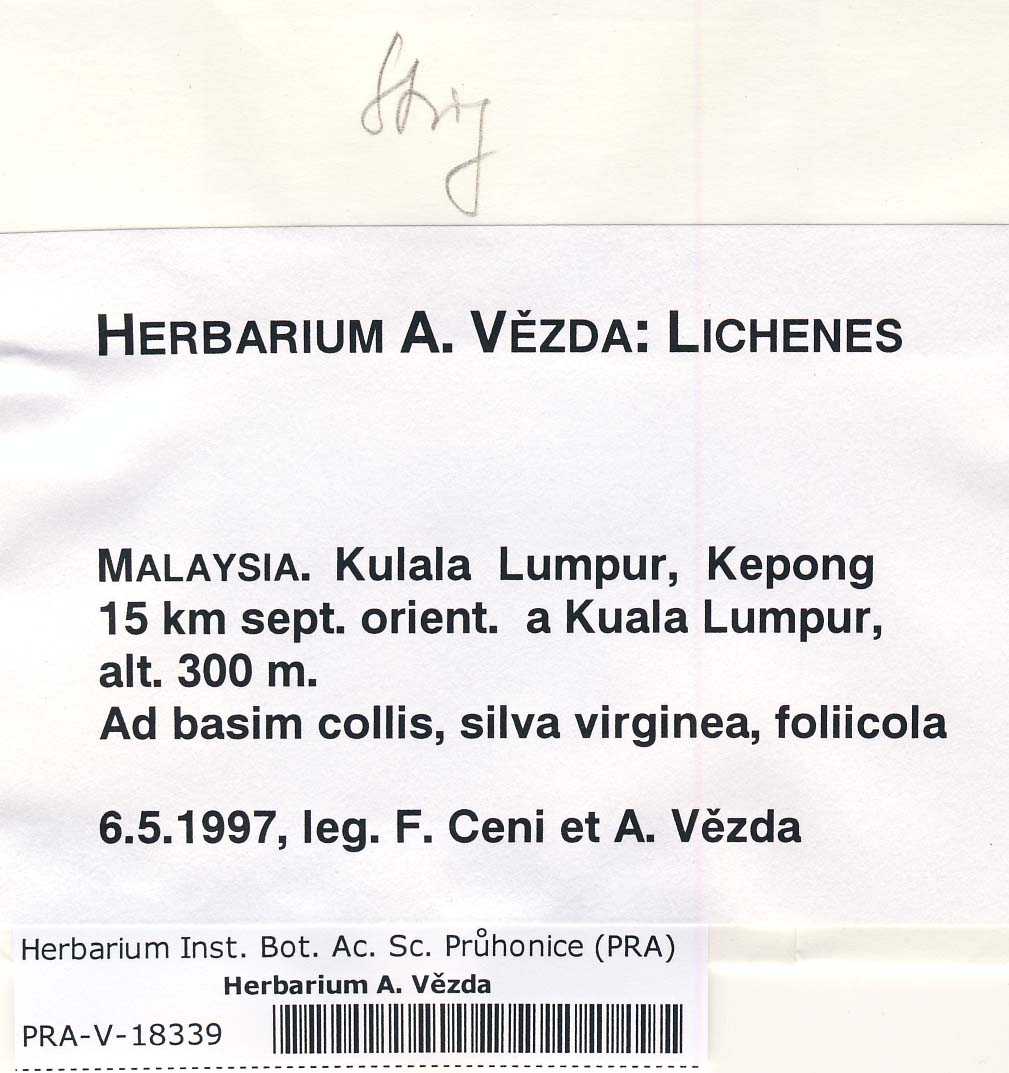 Strig
HERBARIUM A. VĚZDA: LICHENES
MALAYSIA. Kulala Lumpur, Kepong
15 km sept. orient. a Kuala Lumpur,
alt. 300 m.
Ad basim collis, silva virginea, foliicola
6.5.1997, leg. F. Ceni et A. Vězda
Herbarium Inst. Bot. Ac. Sc. Průhonice (PRA)
Herbarium A. Vězda
PRA-V-18339